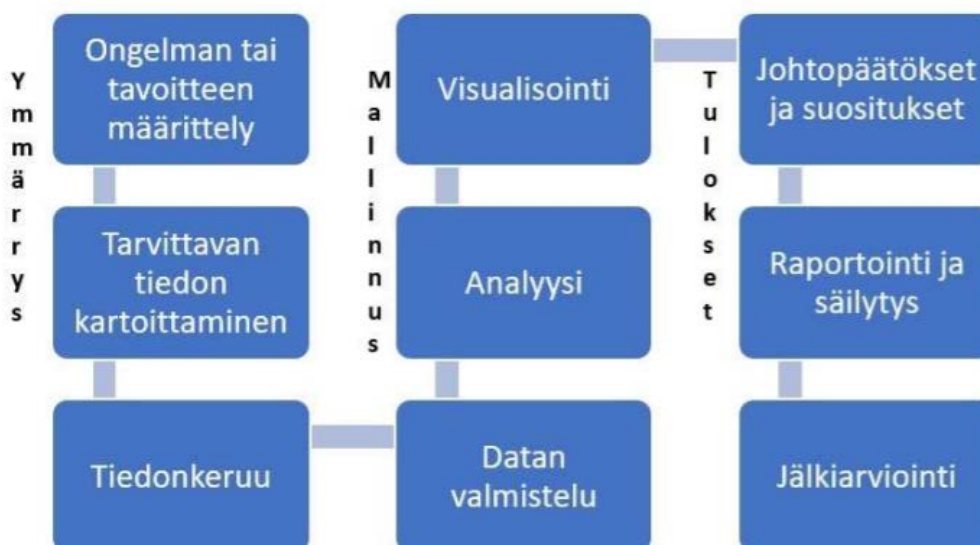 Ymmärrys
Ongelman tai
tavoitteen
määrittely
Tarvittavan
tiedon
kartoittaminen
Tiedonkeruu
Mallinnus
Datan
valmistelu
Analyysi
Visualisointi
Tulokset
Johtopäätökset
ja suositukset
Raportointi ja
säilytys
Jälkiarviointi